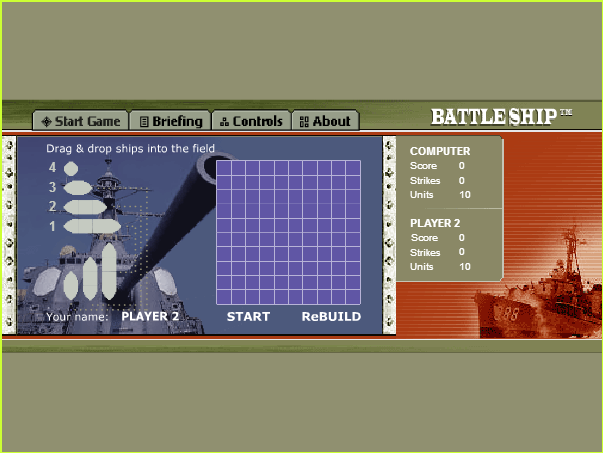 Start Game
Briefing
Controls
About
BATTLESHIP™
Drag & drop ships into the field
4
3
2
1
Your name: PLAYER 2
START
ReBUILD
COMPUTER
Score 0
Strikes 0
Units 10
PLAYER 2
Score 0
Strikes 0
Units 10